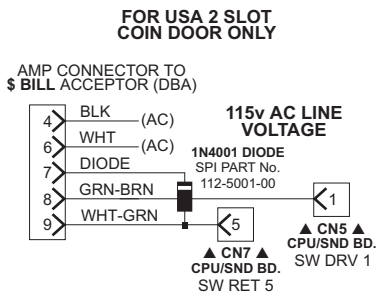 FOR USA 2 SLOT
COIN DOOR ONLY
AMP CONNECTOR TO
$ BILL ACCEPTOR (DBA)
4 BLK (AC)
6 WHT (AC)
7 DIODE
8 GRN-BRN
9 WHT-GRN
115v AC LINE
VOLTAGE
1N4001 DIODE
SPI PART No.
112-5001-00
1
▲ CN5 ▲
CPU/SND BD.
SW DRV 1
5
▲ CN7 ▲
CPU/SND BD.
SW RET 5